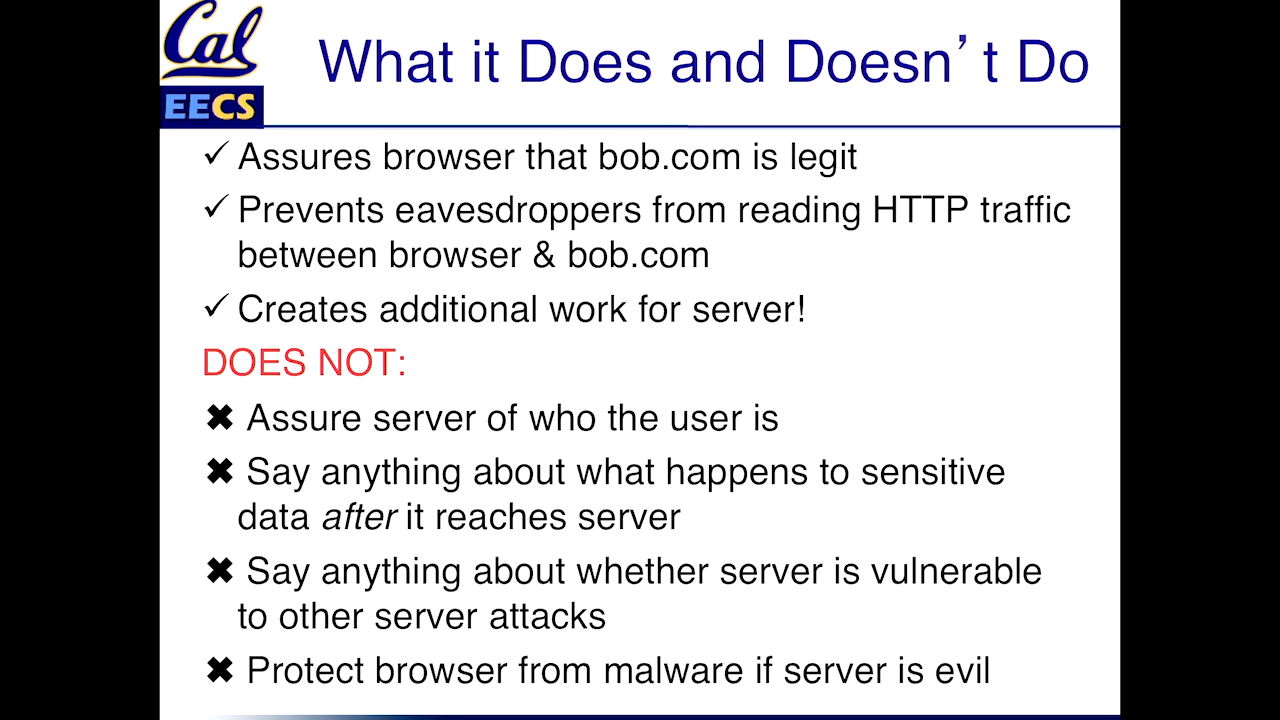 Cal
EECS
What it Does and Doesn’t Do
✓ Assures browser that bob.com is legit
✓ Prevents eavesdroppers from reading HTTP traffic
between browser & bob.com
✓ Creates additional work for server!
DOES NOT:
✖ Assure server of who the user is
✖ Say anything about what happens to sensitive
data after it reaches server
✖ Say anything about whether server is vulnerable
to other server attacks
✖ Protect browser from malware if server is evil